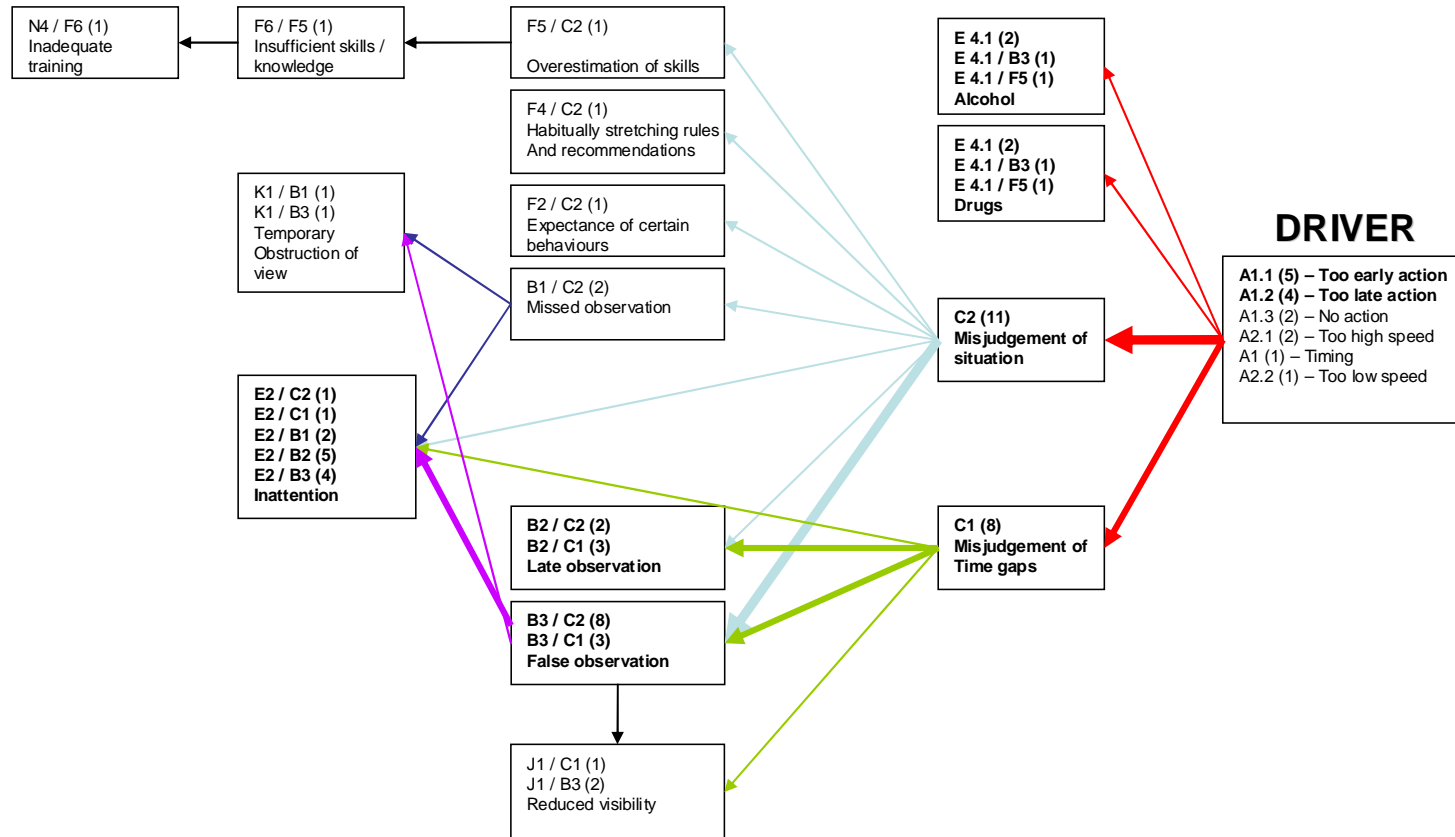 N4 / F6 (1)
Inadequate
training
F6 / F5 (1)
Insufficient skills /
knowledge
F5 / C2 (1)
Overestimation of skills
F4 / C2 (1)
Habitually stretching rules
And recommendations
F2 / C2 (1)
Expectance of certain
behaviours
B1 / C2 (2)
Missed observation
K1 / B1 (1)
K1 / B3 (1)
Temporary
Obstruction of
view
E2 / C2 (1)
E2 / C1 (1)
E2 / B1 (2)
E2 / B2 (5)
E2 / B3 (4)
Inattention
B2 / C2 (2)
B2 / C1 (3)
Late observation
B3 / C2 (8)
B3 / C1 (3)
False observation
J1 / C1 (1)
J1 / B3 (2)
Reduced visibility
E 4.1 (2)
E 4.1 / B3 (1)
E 4.1 / F5 (1)
Alcohol
E 4.1 (2)
E 4.1 / B3 (1)
E 4.1 / F5 (1)
Drugs
C2 (11)
Misjudgement of
situation
C1 (8)
Misjudgement of
Time gaps
DRIVER
A1.1 (5) – Too early action
A1.2 (4) – Too late action
A1.3 (2) – No action
A2.1 (2) – Too high speed
A1 (1) – Timing
A2.2 (1) – Too low speed